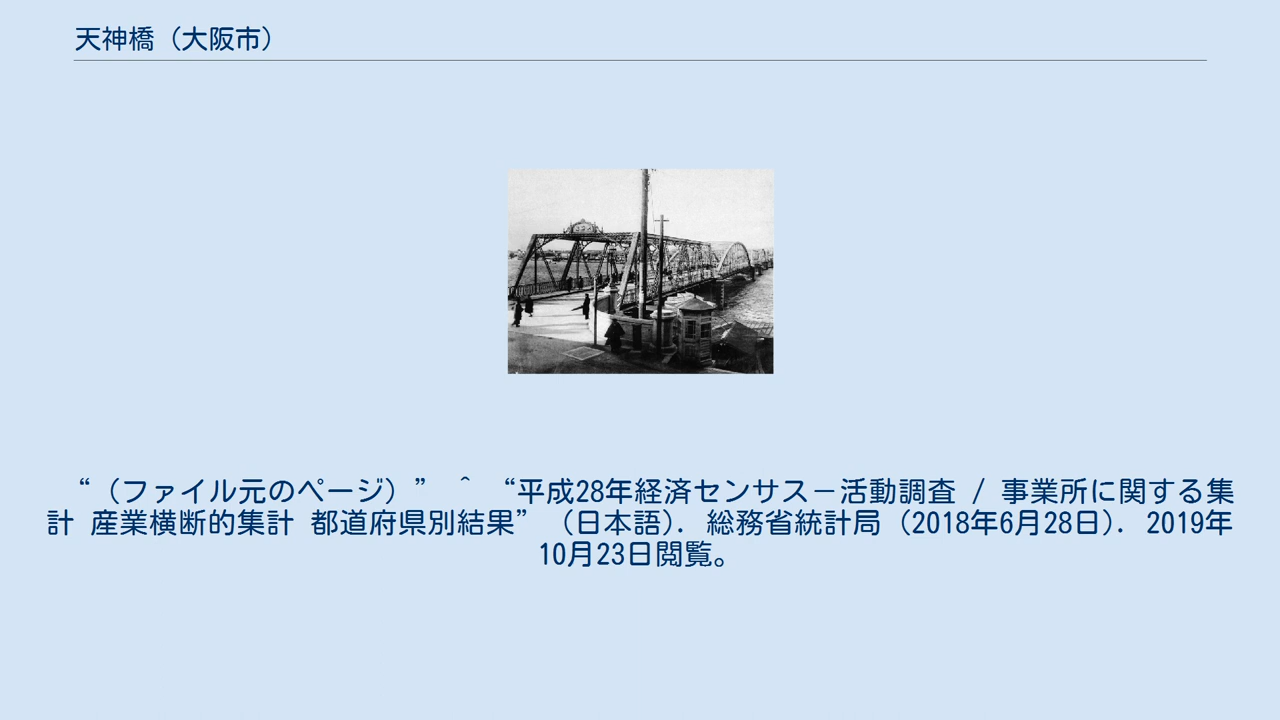 天神橋（大阪市）
“（ファイル元のページ）” ＾ “平成28年経済センサス－活動調査 / 事業所に関する集
計 産業横断的集計 都道府県別結果” （日本語）. 総務省統計局 (2018年6月28日). 2019年
10月23日閲覧。